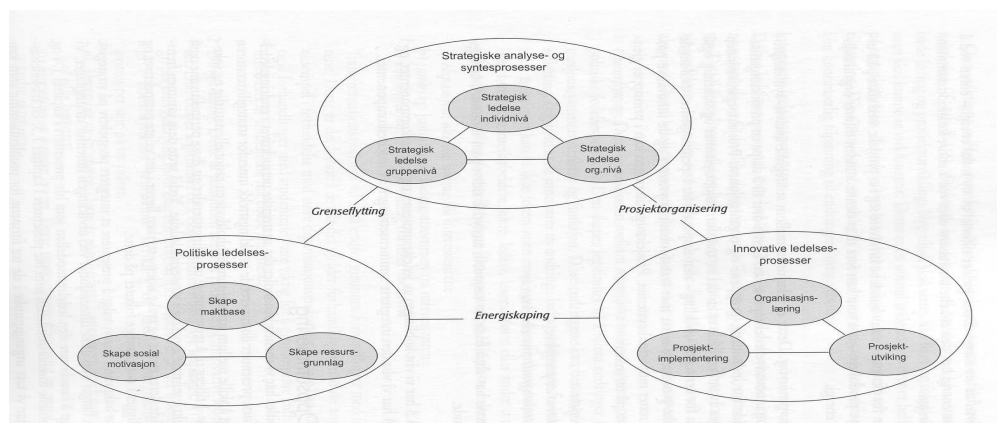 Strategiske analyse- og
syntesprosesser
Strategisk
ledelse
individnivå
Strategisk
ledelse
gruppenivå
Strategisk
ledelse
org.nivå
Grenseflytting
Prosjektorganisering
Politiske ledelses-
prosesser
Skape
maktbase
Skape sosial
motivasjon
Skape ressurs-
grunnlag
Energiskaping
Innovative ledelses-
prosesser
Organisasjns-
læring
Prosjekt-
implementering
Prosjekt-
utviking